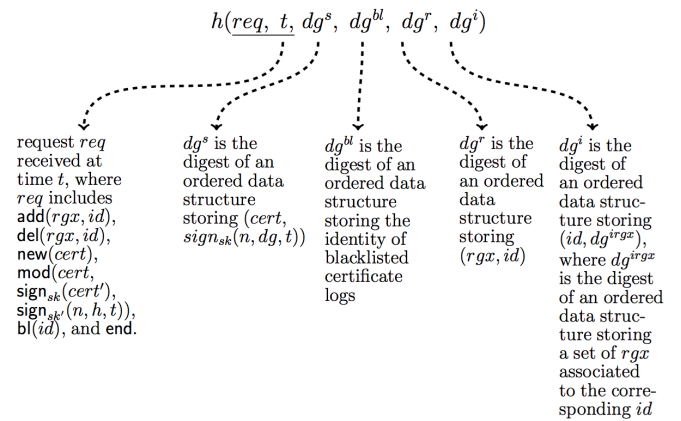 h(req, t, dg^s, dg^bl, dg^r, dg^i)
request req
received at
time t, where
req includes
add(rgx, id),
del(rgx, id),
new(cert),
mod(cert,
sign_sk(cert′),
sign_sk′(n, h, t)),
bl(id), and end.
dg^s is the
digest of an
ordered data
structure
storing (cert,
sign_sk(n, dg, t))
dg^bl is the
digest of an
ordered data
structure
storing the
identity of
blacklisted
certificate
logs
dg^r is the
digest of
an ordered
data
structure
storing
(rgx, id)
dg^i is the
digest of
an ordered
data struc-
ture storing
(id, dg^irgx),
where dg^irgx
is the digest
of an ordered
data struc-
ture storing
a set of rgx
associated
to the corre-
sponding id